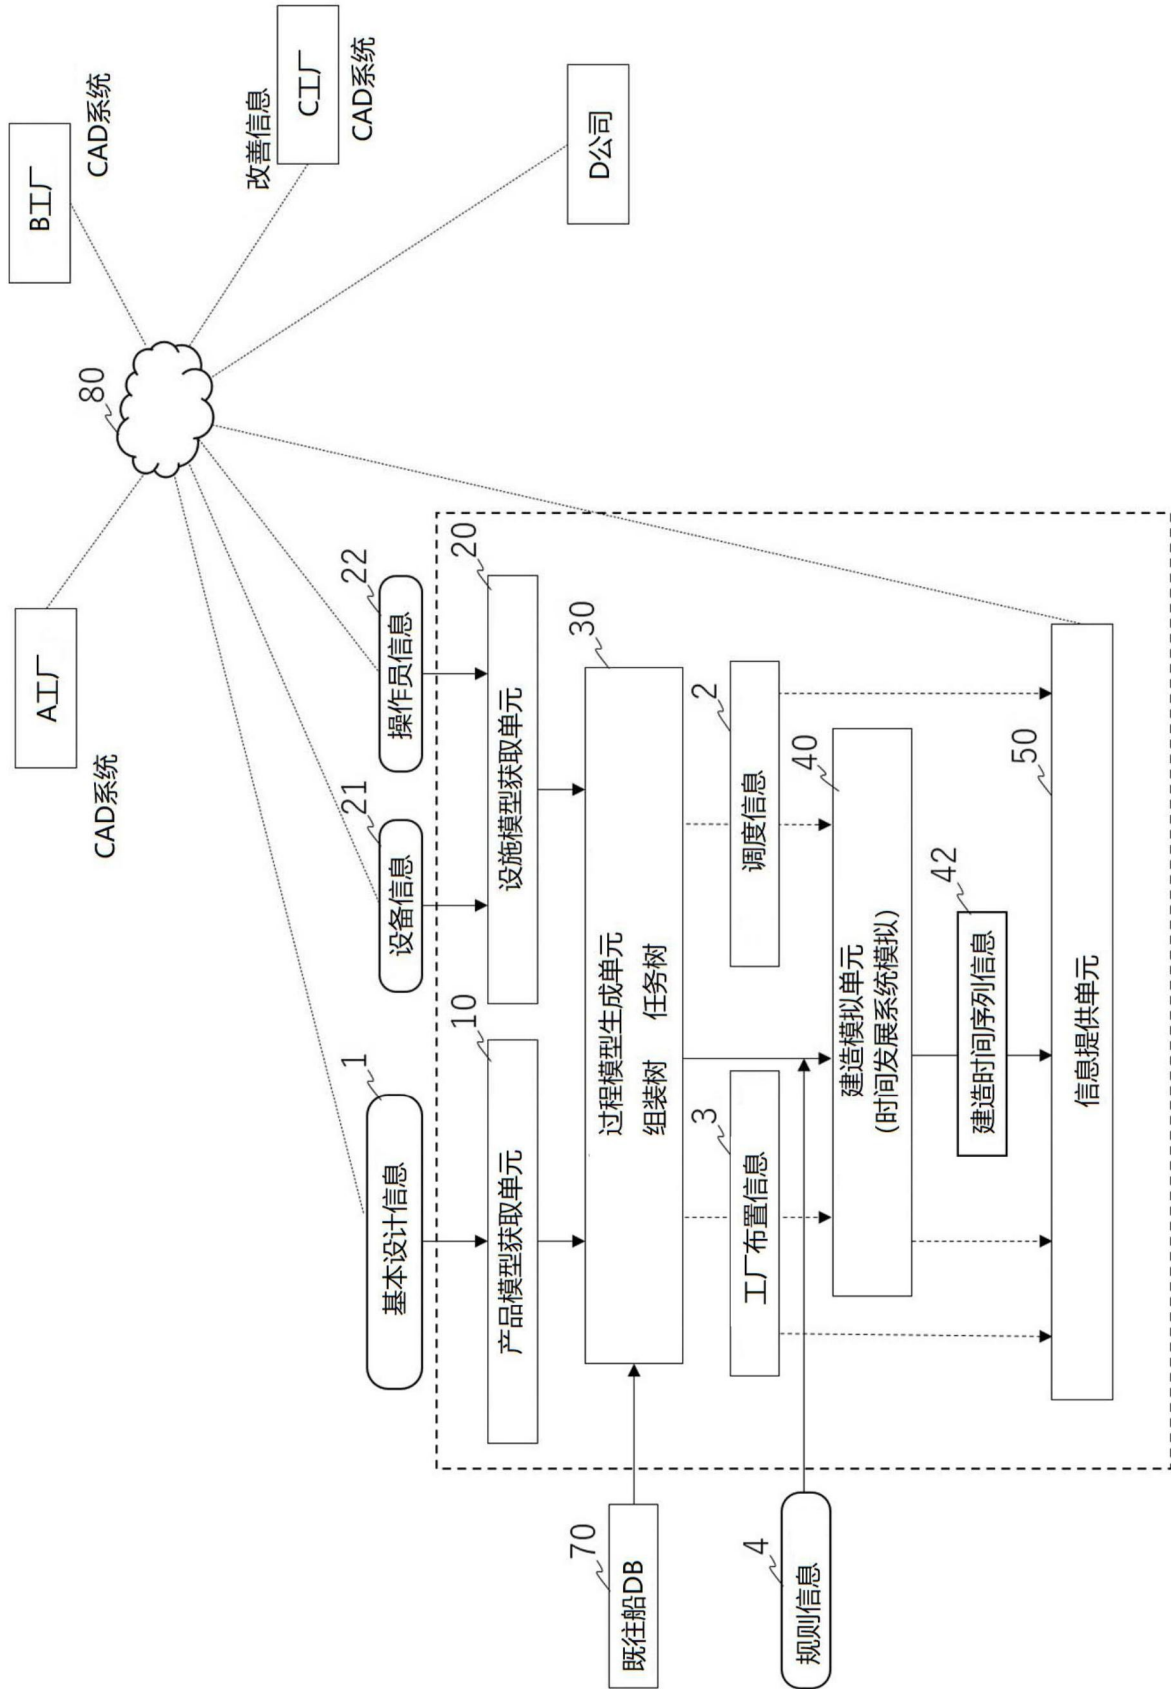 B工厂
CAD系统
C工厂
改善信息
CAD系统
A工厂
CAD系统
80
D公司
1
基本设计信息
21
设备信息
22
操作员信息
10
产品模型获取单元
20
设施模型获取单元
70
既往船DB
30
过程模型生成单元
组装树 任务树
3
工厂布置信息
2
调度信息
4
规则信息
40
建造模拟单元
(时间发展系统模拟)
42
建造时间序列信息
50
信息提供单元